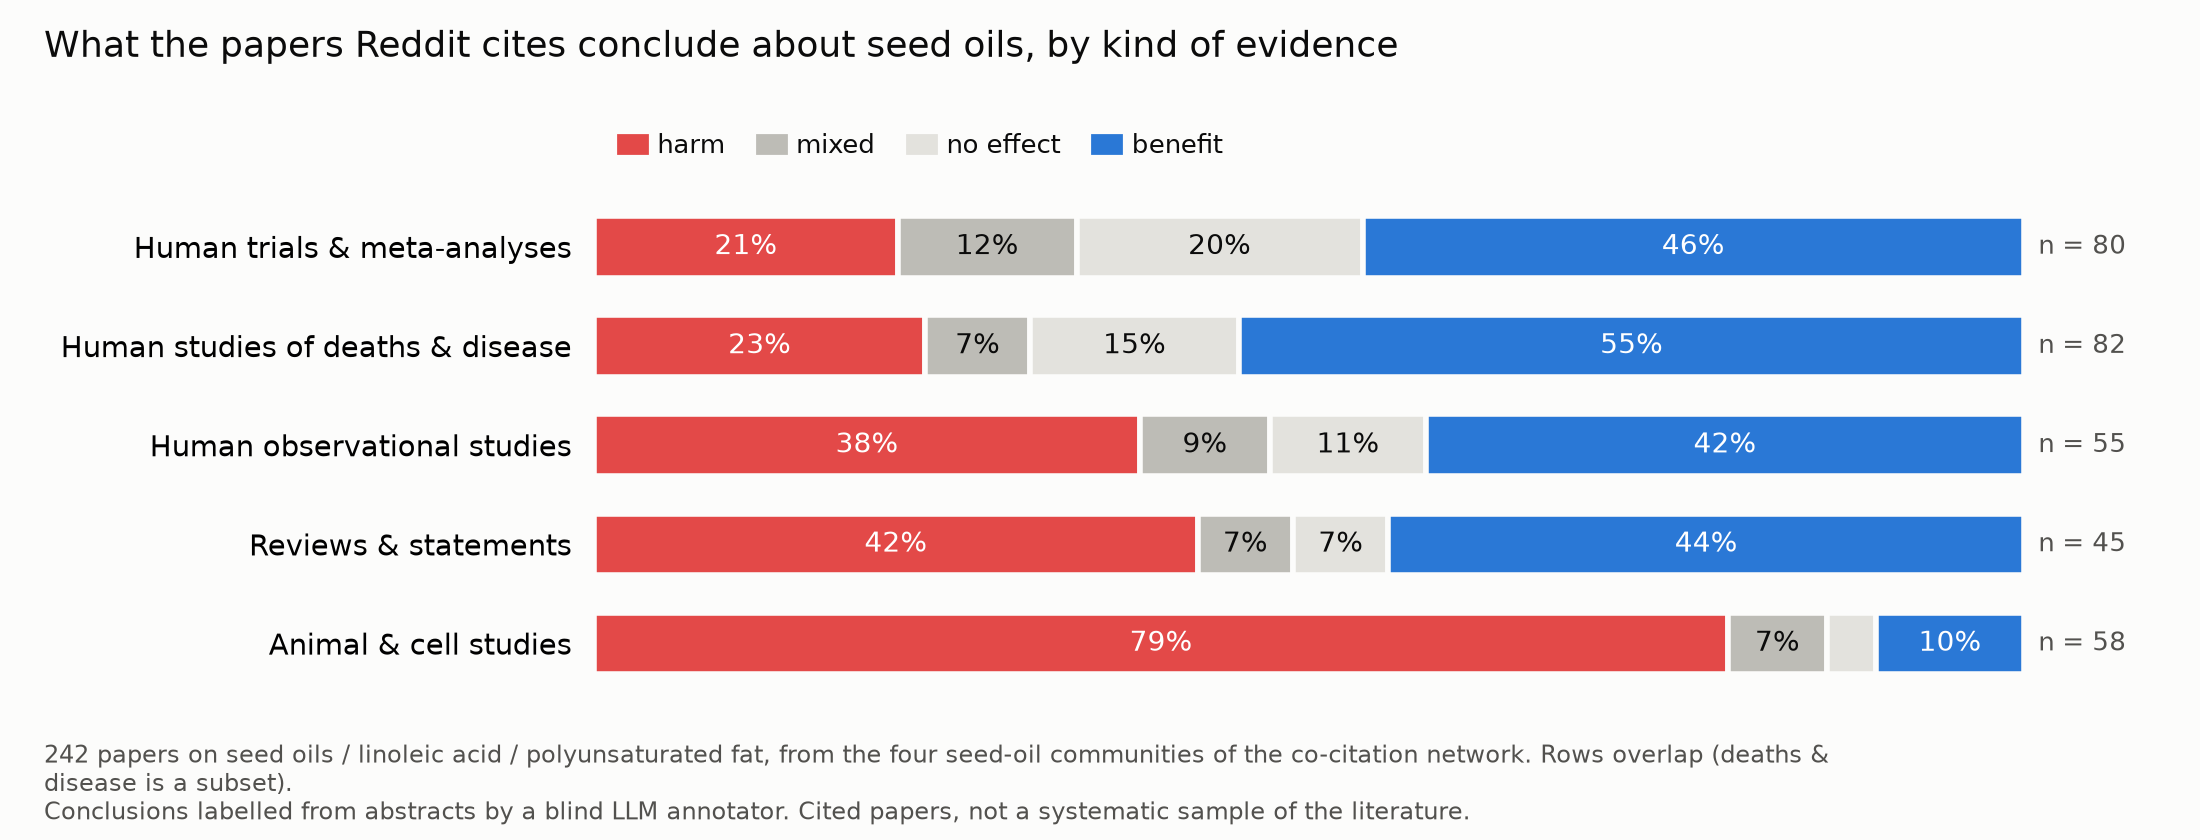 What the papers Reddit cites conclude about seed oils, by kind of evidence
harm mixed no effect benefit
Human trials & meta-analyses 21% 12% 20% 46% n = 80
Human studies of deaths & disease 23% 7% 15% 55% n = 82
Human observational studies 38% 9% 11% 42% n = 55
Reviews & statements 42% 7% 7% 44% n = 45
Animal & cell studies 79% 7% 10% n = 58
242 papers on seed oils / linoleic acid / polyunsaturated fat, from the four seed-oil communities of the co-citation network. Rows overlap (deaths &
disease is a subset).
Conclusions labelled from abstracts by a blind LLM annotator. Cited papers, not a systematic sample of the literature.